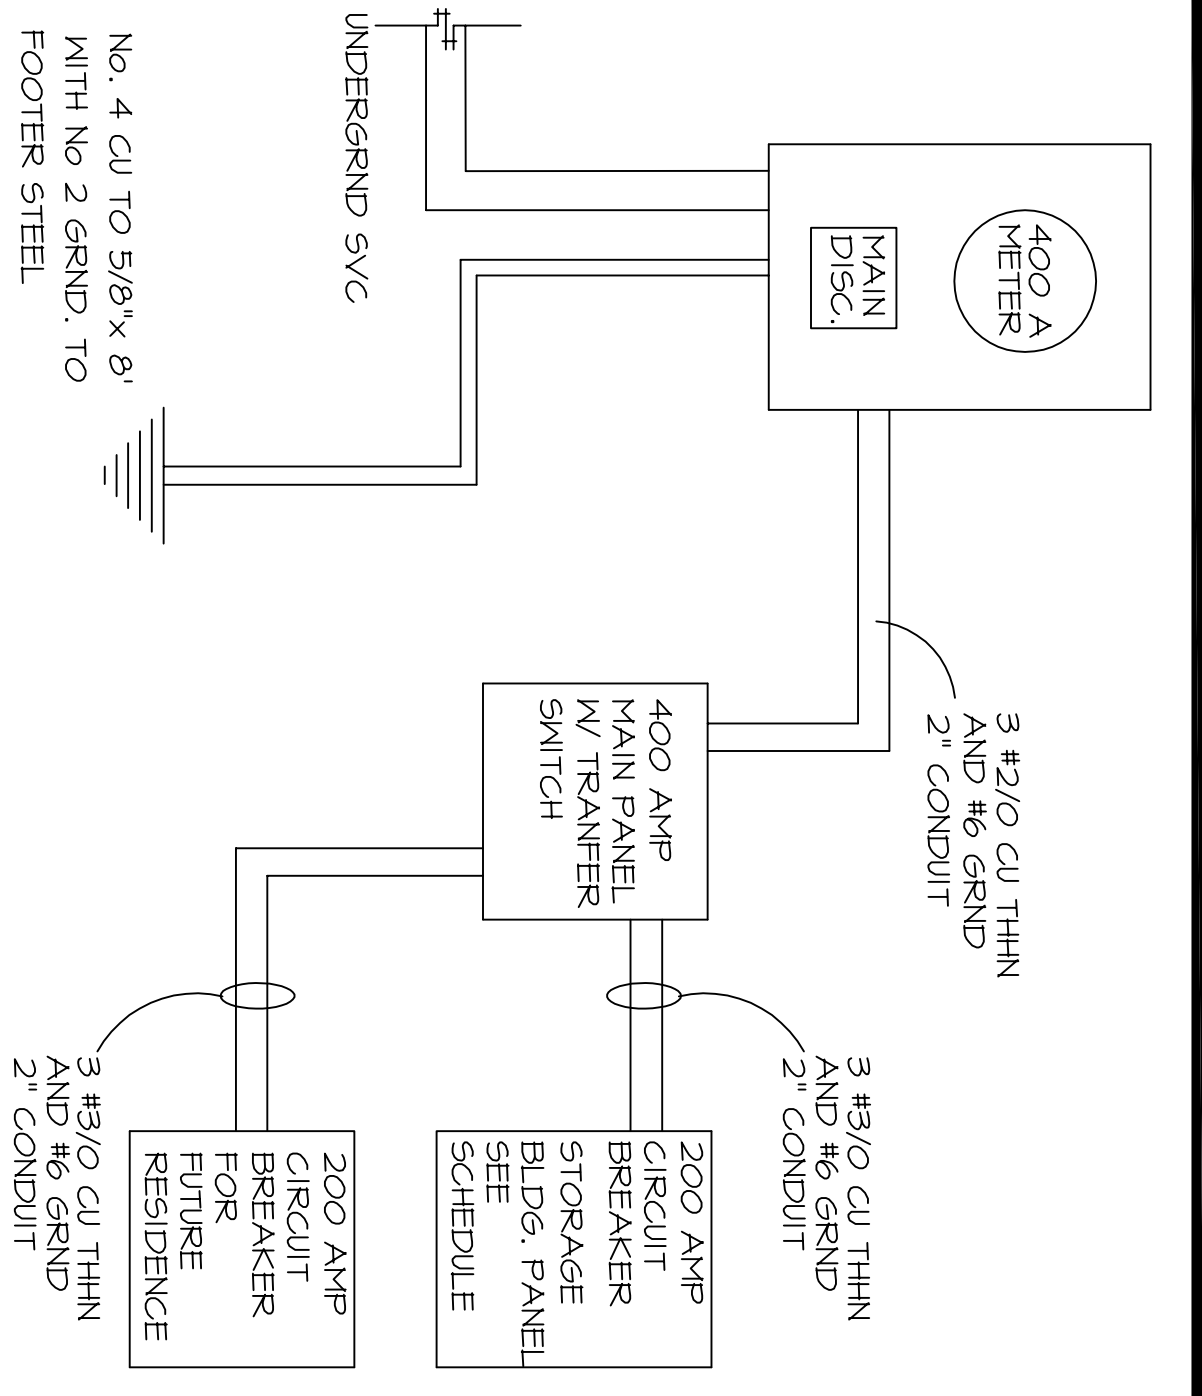 400 A
METER
MAIN
DISC.
UNDERGRND SVC
No. 4 CU TO 5/8"x 8'
WITH No 2 GRND. TO
FOOTER STEEL
3 #2/0 CU THHN
AND #6 GRND
2" CONDUIT
400 AMP
MAIN PANEL
W/ TRANFER
SWITCH
3 #3/0 CU THHN
AND #6 GRND
2" CONDUIT
200 AMP
CIRCUIT
BREAKER
STORAGE
BLDG. PANEL
SEE
SCHEDULE
3 #3/0 CU THHN
AND #6 GRND
2" CONDUIT
200 AMP
CIRCUIT
BREAKER
FOR
FUTURE
RESIDENCE